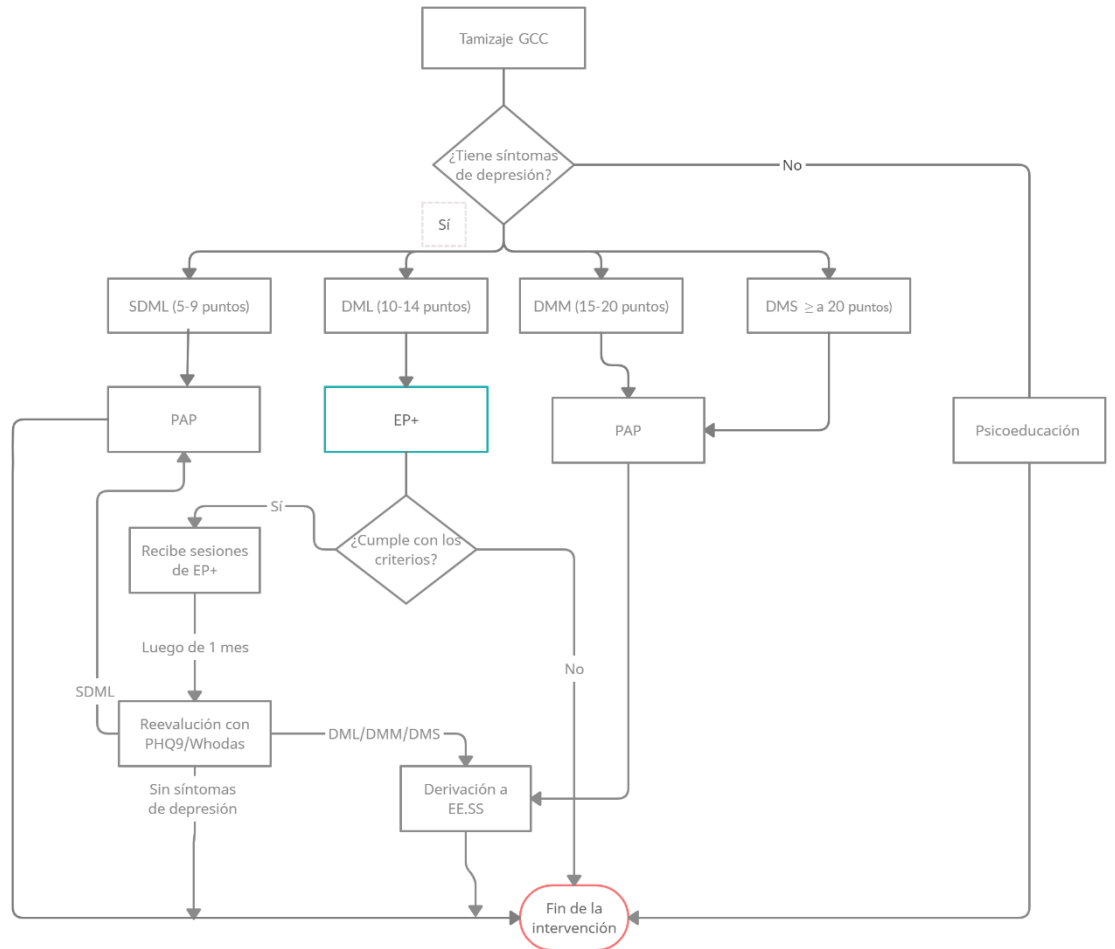 Tamizaje GCC
¿Tiene síntomas
de depresión?
No
Sí
SDML (5-9 puntos)
DML (10-14 puntos)
DMM (15-20 puntos)
DMS ≥ a 20 puntos)
PAP
EP+
PAP
Psicoeducación
Sí
¿Cumple con los
criterios?
Recibe sesiones
de EP+
Luego de 1 mes
No
SDML
Reevalución con
PHQ9/Whodas
DML/DMM/DMS
Sin síntomas
de depresión
Derivación a
EE.SS
Fin de la
intervención